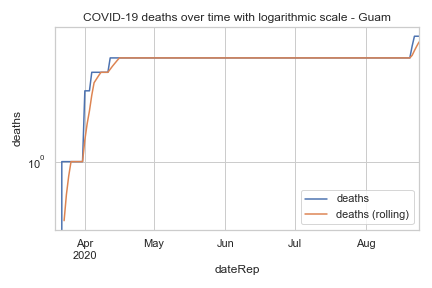 COVID-19 deaths over time with logarithmic scale - Guam
deaths
10^0
deaths
deaths (rolling)
Apr May Jun Jul Aug
2020
dateRep